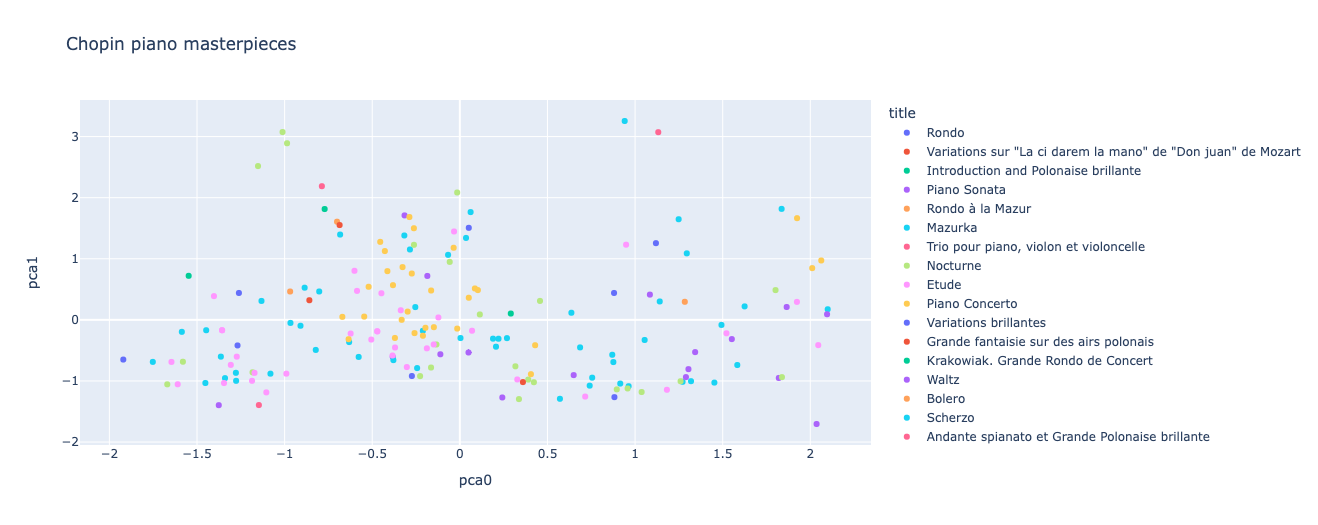 Chopin piano masterpieces
title
Rondo
Variations sur "La ci darem la mano" de "Don juan" de Mozart
Introduction and Polonaise brillante
Piano Sonata
Rondo à la Mazur
Mazurka
Trio pour piano, violon et violoncelle
Nocturne
Etude
Piano Concerto
Variations brillantes
Grande fantaisie sur des airs polonais
Krakowiak. Grande Rondo de Concert
Waltz
Bolero
Scherzo
Andante spianato et Grande Polonaise brillante
pca1
3
2
1
0
−1
−2
−2 −1.5 −1 −0.5 0 0.5 1 1.5 2
pca0